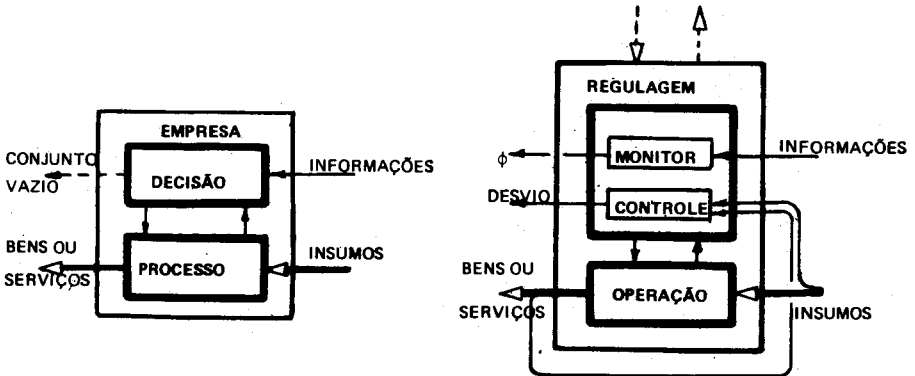 EMPRESA
CONJUNTO
VAZIO
DECISÃO
INFORMAÇÕES
BENS OU
SERVIÇOS
PROCESSO
INSUMOS
REGULAGEM
ϕ
MONITOR
INFORMAÇÕES
DESVIO
CONTROLE
BENS OU
SERVIÇOS
OPERAÇÃO
INSUMOS